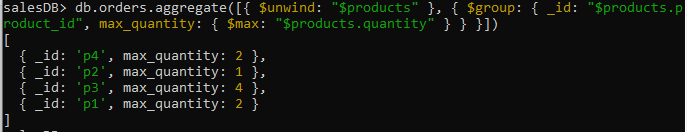 salesDB> db.orders.aggregate([{ $unwind: "$products" }, { $group: { _id: "$products.p
roduct_id", max_quantity: { $max: "$products.quantity" } } }])
[
  { _id: 'p4', max_quantity: 2 },
  { _id: 'p2', max_quantity: 1 },
  { _id: 'p3', max_quantity: 4 },
  { _id: 'p1', max_quantity: 2 }
]